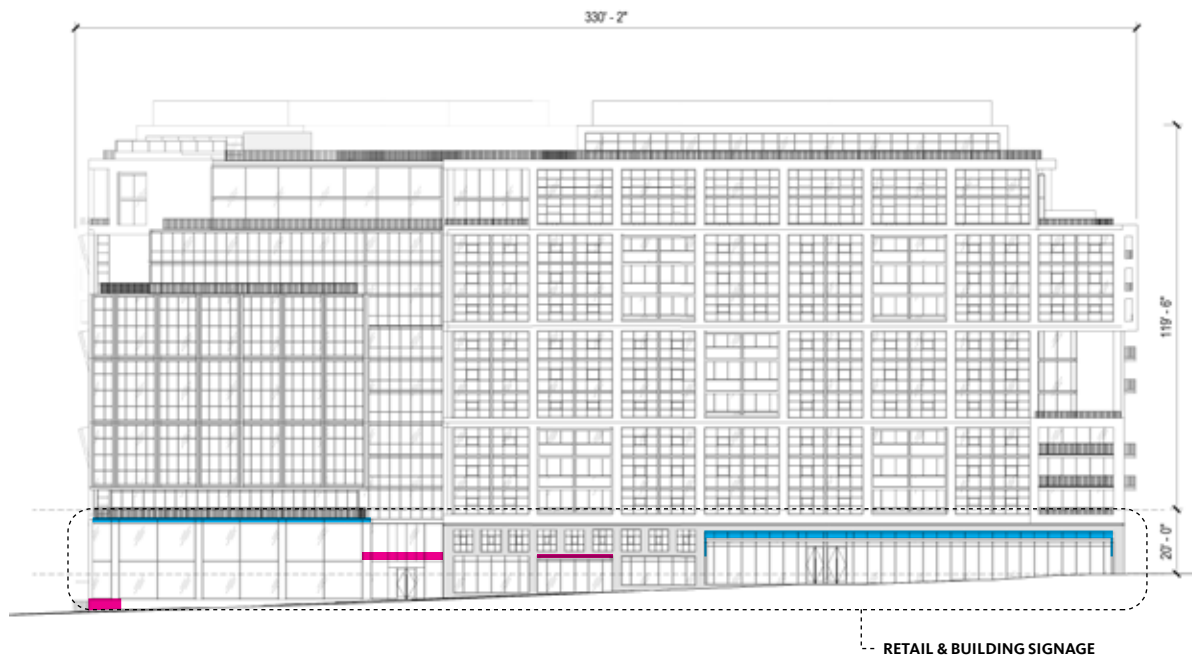 330' - 2"
119' - 6"
20' - 0"
RETAIL & BUILDING SIGNAGE